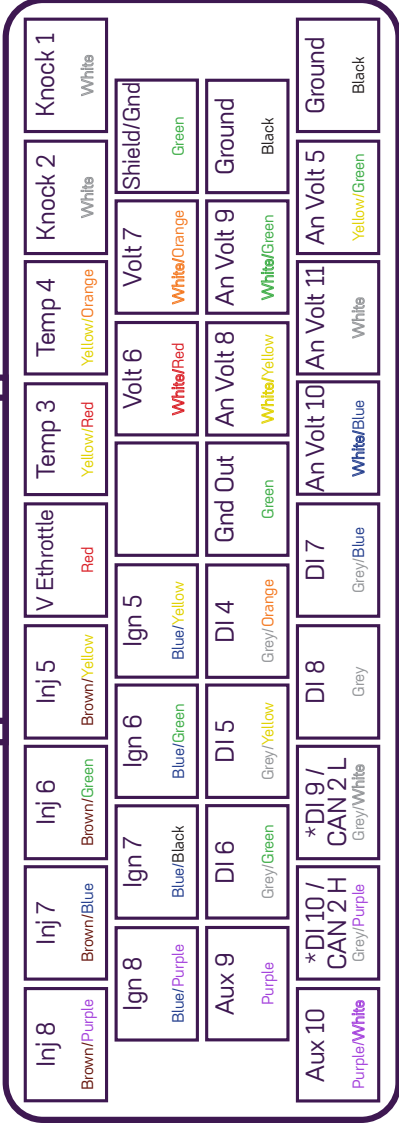 Inj 8
Brown/Purple
Inj 7
Brown/Blue
Inj 6
Brown/Green
Inj 5
Brown/Yellow
V Ethrottle
Red
Temp 3
Yellow/Red
Temp 4
Yellow/Orange
Knock 2
White
Knock 1
White
Ign 8
Blue/Purple
Ign 7
Blue/Black
Ign 6
Blue/Green
Ign 5
Blue/Yellow
Volt 6
White/Red
Volt 7
White/Orange
Shield/Gnd
Green
Aux 9
Purple
DI 6
Grey/Green
DI 5
Grey/Yellow
DI 4
Grey/Orange
Gnd Out
Green
An Volt 8
White/Yellow
An Volt 9
White/Green
Ground
Black
Aux 10
Purple/White
*DI 10 /
CAN 2 H
Grey/Purple
*DI 9 /
CAN 2 L
Grey/White
DI 8
Grey
DI 7
Grey/Blue
An Volt 10
White/Blue
An Volt 11
White
An Volt 5
Yellow/Green
Ground
Black